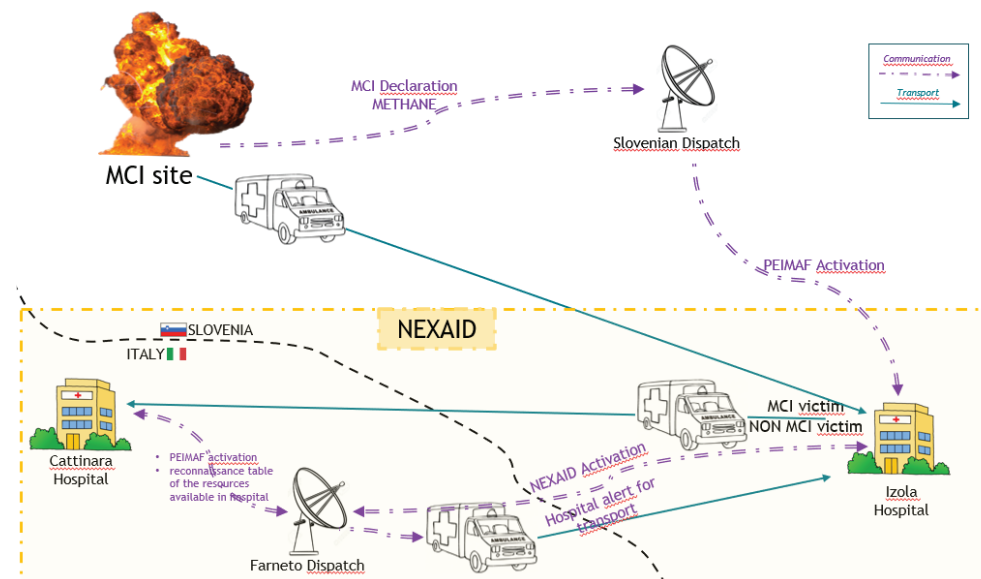 Communication
Transport
MCI Declaration
METHANE
Slovenian Dispatch
MCI site
AMBULANCE
PEIMAF Activation
NEXAID
SLOVENIA
ITALY
AMBULANCE
MCI victim
NON MCI victim
Cattinara
Hospital
• PEIMAF activation
• reconnaissance table
of the resources
available in hospital
NEXAID Activation
Hospital alert for
transport
Izola
Hospital
AMBULANCE
Farneto Dispatch